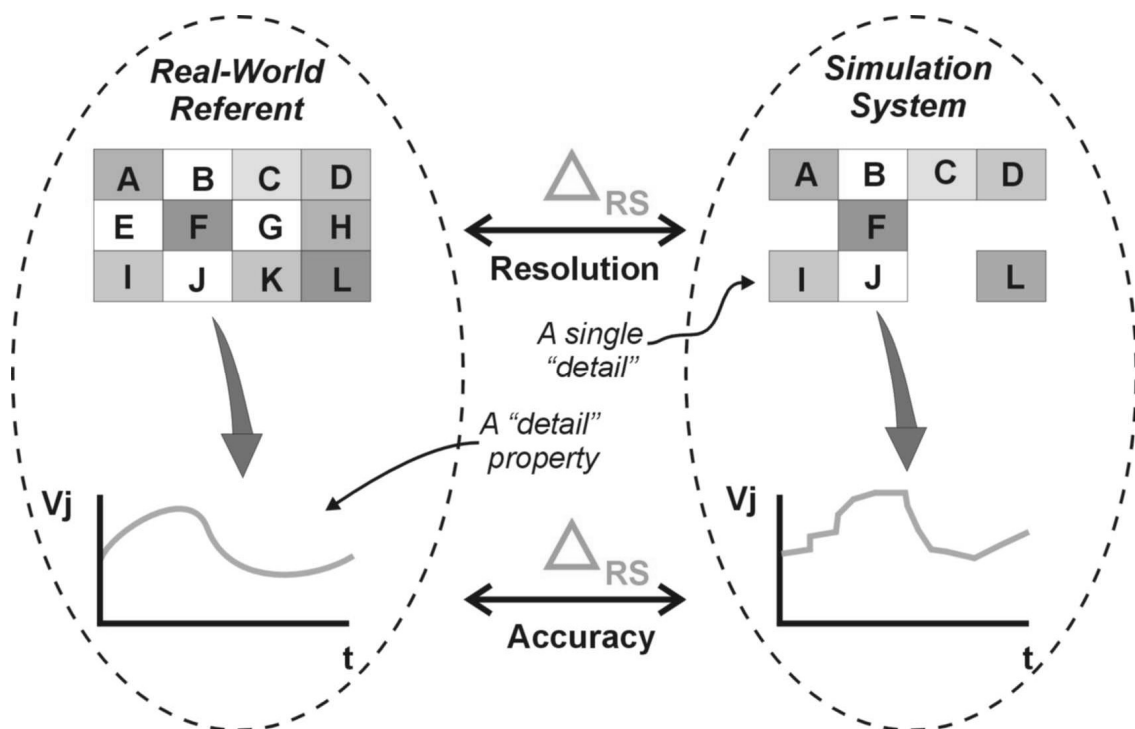 Real-World
Referent
A B C D
E F G H
I J K L
Vj
t
△RS
Resolution
A single
“detail”
A “detail”
property
△RS
Accuracy
Simulation
System
A B C D
F
I J L
Vj
t